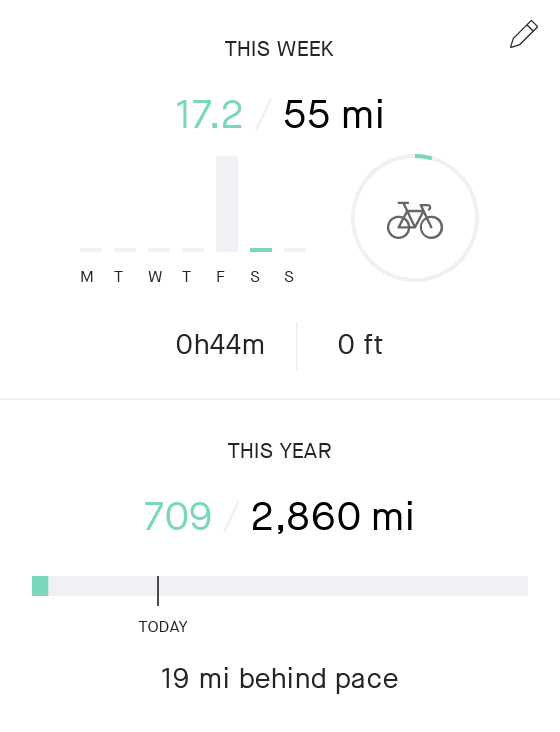 THIS WEEK
17.2 / 55 mi
M T W T F S S
0h44m 0 ft
THIS YEAR
709 / 2,860 mi
TODAY
19 mi behind pace